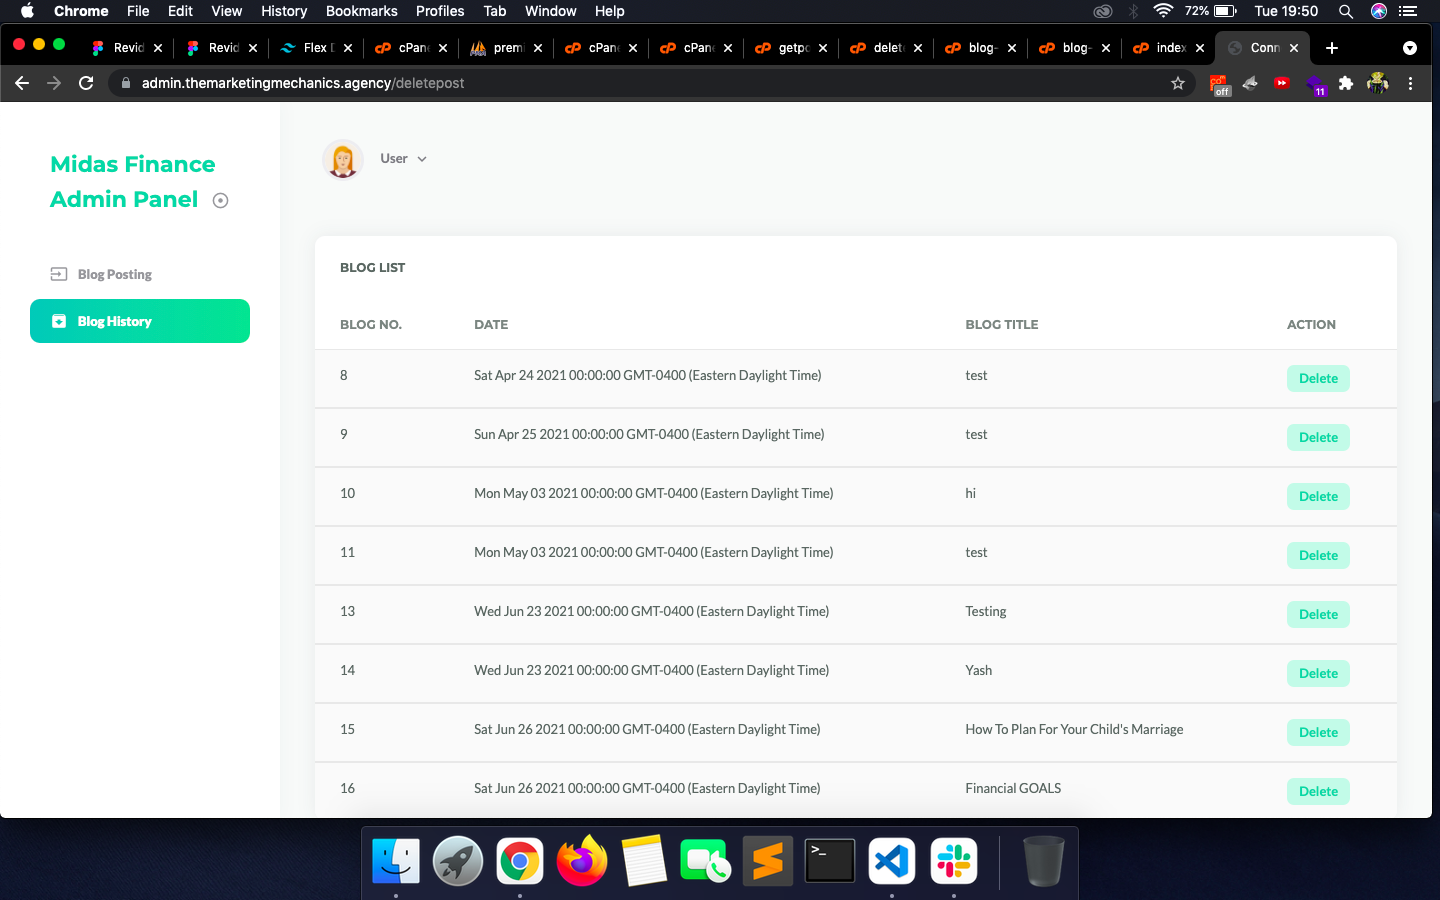 Chrome File Edit View History Bookmarks Profiles Tab Window Help 72% Tue 19:50
Revid Revid Flex D cPane premi cPane cPane getpo delete blog- blog- index Conn
admin.themarketingmechanics.agency/deletepost off 11
Midas Finance
Admin Panel
User
Blog Posting
Blog History
BLOG LIST
BLOG NO. DATE BLOG TITLE ACTION
8 Sat Apr 24 2021 00:00:00 GMT-0400 (Eastern Daylight Time) test Delete
9 Sun Apr 25 2021 00:00:00 GMT-0400 (Eastern Daylight Time) test Delete
10 Mon May 03 2021 00:00:00 GMT-0400 (Eastern Daylight Time) hi Delete
11 Mon May 03 2021 00:00:00 GMT-0400 (Eastern Daylight Time) test Delete
13 Wed Jun 23 2021 00:00:00 GMT-0400 (Eastern Daylight Time) Testing Delete
14 Wed Jun 23 2021 00:00:00 GMT-0400 (Eastern Daylight Time) Yash Delete
15 Sat Jun 26 2021 00:00:00 GMT-0400 (Eastern Daylight Time) How To Plan For Your Child's Marriage Delete
16 Sat Jun 26 2021 00:00:00 GMT-0400 (Eastern Daylight Time) Financial GOALS Delete